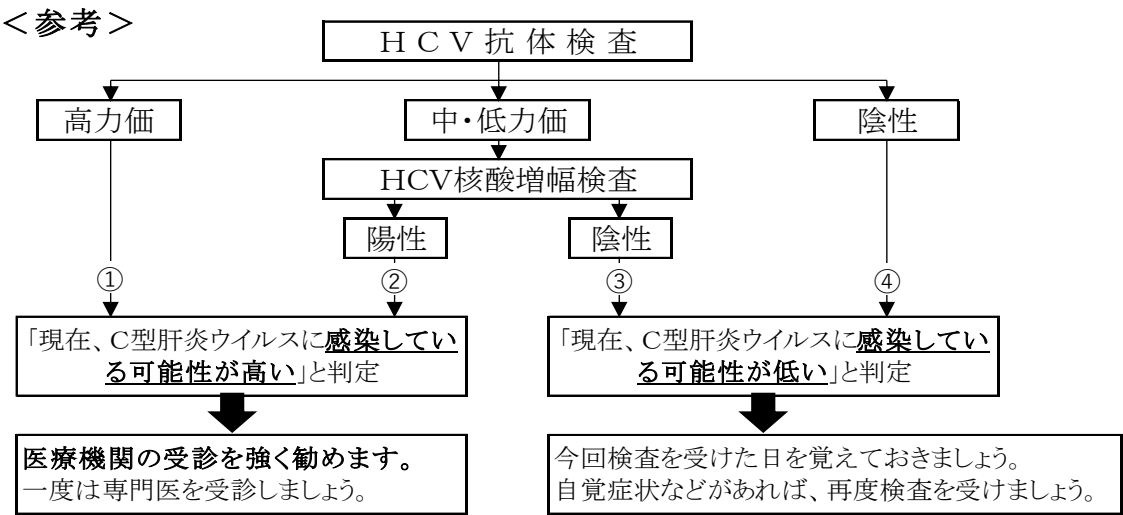 ＜参考＞
ＨＣＶ抗体検査
高力価
中・低力価
陰性
HCV核酸増幅検査
陽性
陰性
①
②
③
④
「現在、C型肝炎ウイルスに感染してい
る可能性が高い」と判定
「現在、C型肝炎ウイルスに感染してい
る可能性が低い」と判定
医療機関の受診を強く勧めます。
一度は専門医を受診しましょう。
今回検査を受けた日を覚えておきましょう。
自覚症状などがあれば、再度検査を受けましょう。